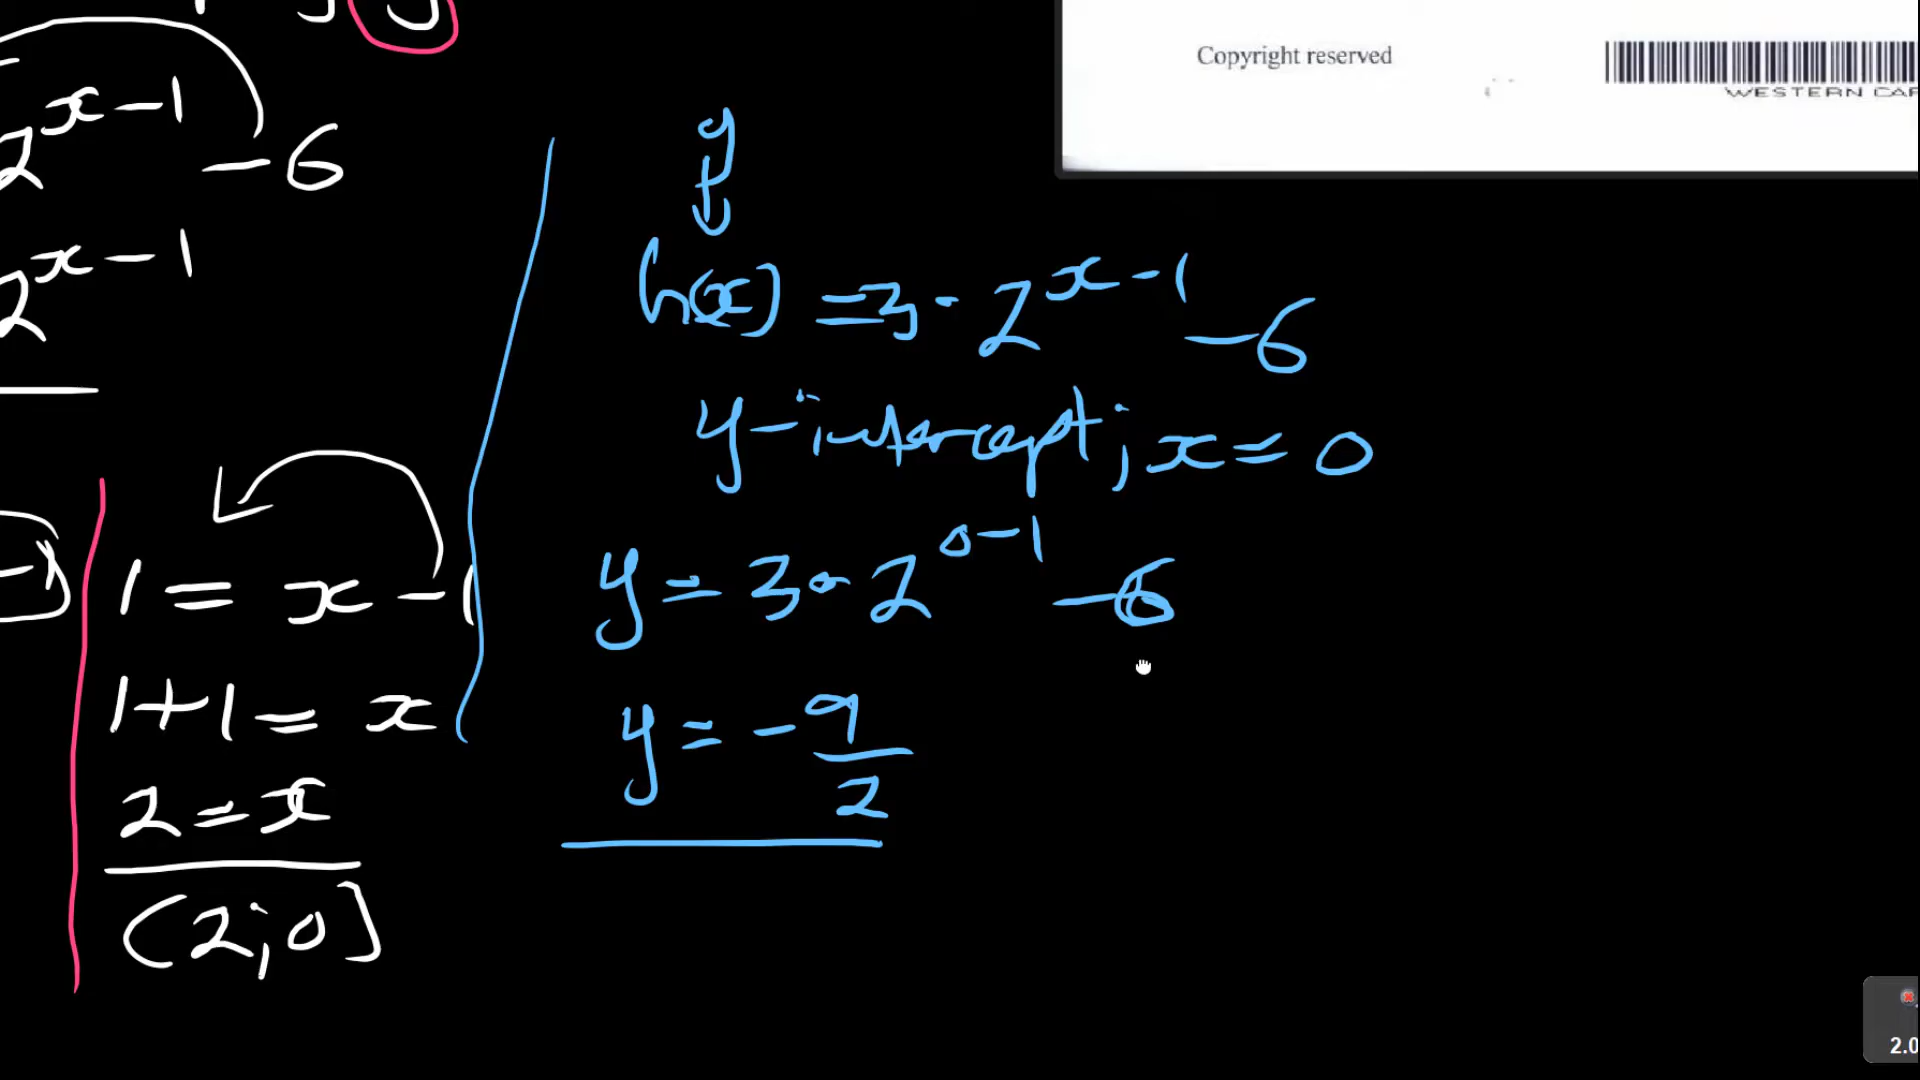 Copyright reserved
WESTERN CAP
2^{x-1} - 6
2^{x-1}
1 = x - 1
1 + 1 = x
2 = x
(2;0)
y
h(x) = 3 · 2^{x-1} - 6
y-intercept; x = 0
y = 3 · 2^{0-1} - 6
y = -9/2
2.0